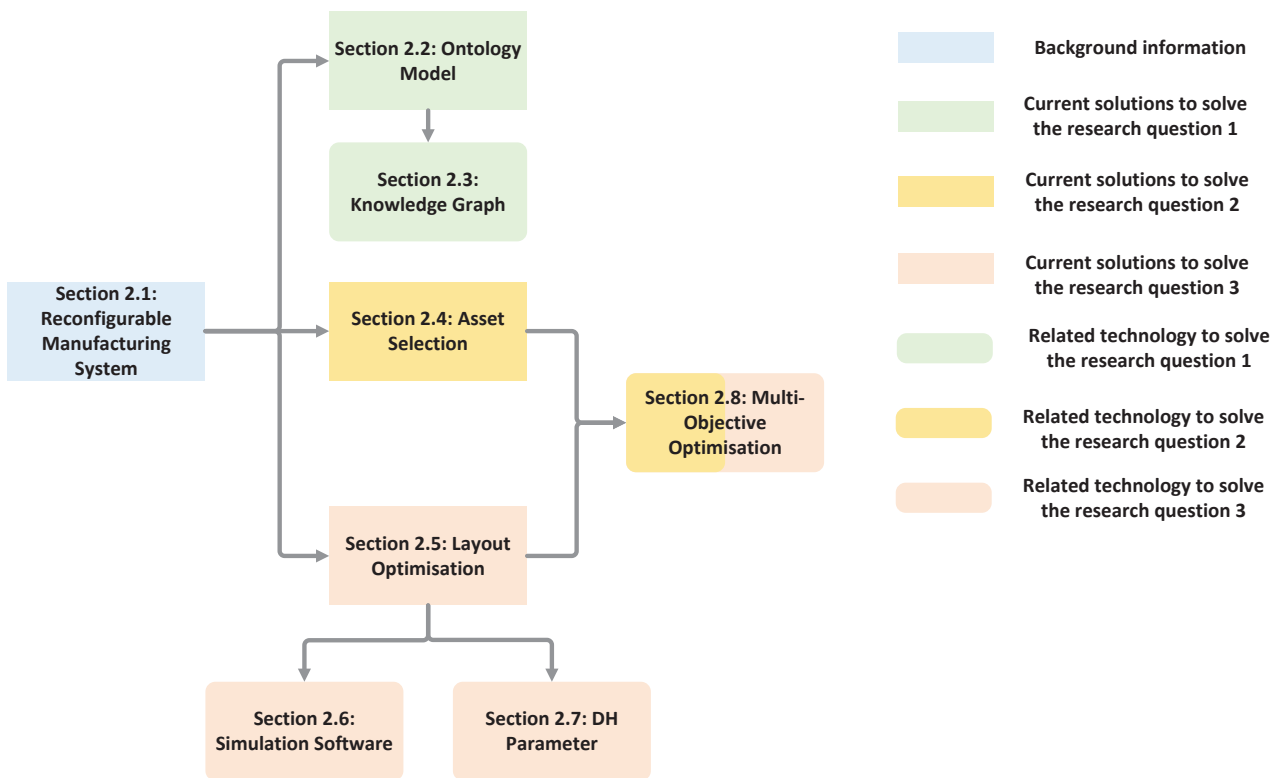 Section 2.2: Ontology
Model
Section 2.3:
Knowledge Graph
Section 2.1:
Reconfigurable
Manufacturing
System
Section 2.4: Asset
Selection
Section 2.8: Multi-
Objective
Optimisation
Section 2.5: Layout
Optimisation
Section 2.6:
Simulation Software
Section 2.7: DH
Parameter
Background information
Current solutions to solve
the research question 1
Current solutions to solve
the research question 2
Current solutions to solve
the research question 3
Related technology to solve
the research question 1
Related technology to solve
the research question 2
Related technology to solve
the research question 3